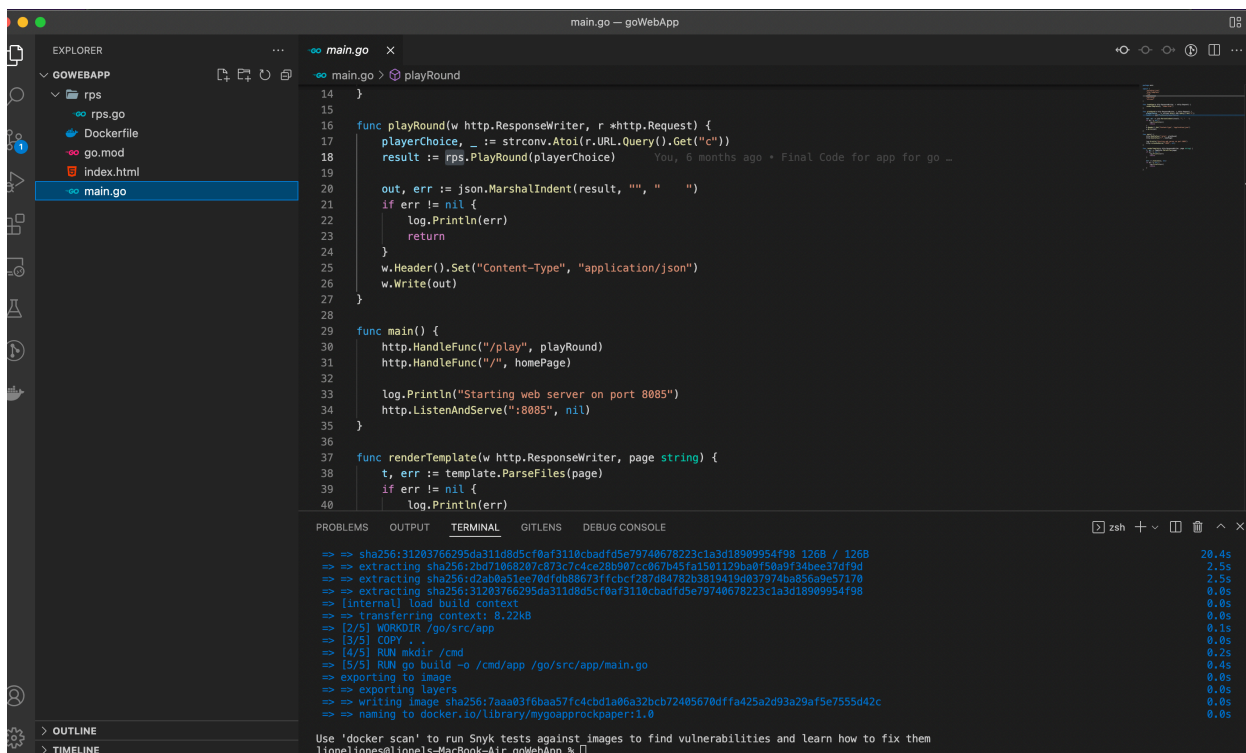 main.go — goWebApp
EXPLORER
GOWEBAPP
rps
rps.go
Dockerfile
go.mod
index.html
main.go
1
main.go
main.go > playRound
14 }
15
16 func playRound(w http.ResponseWriter, r *http.Request) {
17 playerChoice, _ := strconv.Atoi(r.URL.Query().Get("c"))
18 result := rps.PlayRound(playerChoice) You, 6 months ago • Final Code for app for go …
19
20 out, err := json.MarshalIndent(result, "", "    ")
21 if err != nil {
22 log.Println(err)
23 return
24 }
25 w.Header().Set("Content-Type", "application/json")
26 w.Write(out)
27 }
28
29 func main() {
30 http.HandleFunc("/play", playRound)
31 http.HandleFunc("/", homePage)
32
33 log.Println("Starting web server on port 8085")
34 http.ListenAndServe(":8085", nil)
35 }
36
37 func renderTemplate(w http.ResponseWriter, page string) {
38 t, err := template.ParseFiles(page)
39 if err != nil {
40 log.Println(err)
PROBLEMS OUTPUT TERMINAL GITLENS DEBUG CONSOLE zsh
=> => sha256:31203766295da311d8d5cf0af3110cbadfd5e79740678223c1a3d18909954f98 126B / 126B 20.4s
=> => extracting sha256:2bd71068207c873c7c4ce28b907cc067b45fa1501129ba0f50a9f34bee37df9d 2.5s
=> => extracting sha256:d2ab0a51ee70dfdb88673ffcbcf287d84782b3819419d037974ba856a9e57170 2.5s
=> => extracting sha256:31203766295da311d8d5cf0af3110cbadfd5e79740678223c1a3d18909954f98 0.0s
=> [internal] load build context 0.0s
=> => transferring context: 8.22kB 0.0s
=> [2/5] WORKDIR /go/src/app 0.1s
=> [3/5] COPY . . 0.0s
=> [4/5] RUN mkdir /cmd 0.2s
=> [5/5] RUN go build -o /cmd/app /go/src/app/main.go 0.4s
=> exporting to image 0.0s
=> => exporting layers 0.0s
=> => writing image sha256:7aaa03f6baa57fc4cbd1a06a32bcb72405670dffa425a2d93a29af5e7555d42c 0.0s
=> => naming to docker.io/library/mygoapprockpaper:1.0 0.0s
Use 'docker scan' to run Snyk tests against images to find vulnerabilities and learn how to fix them
lioneljones@lionels-MacBook-Air goWebApp %
OUTLINE
TIMELINE